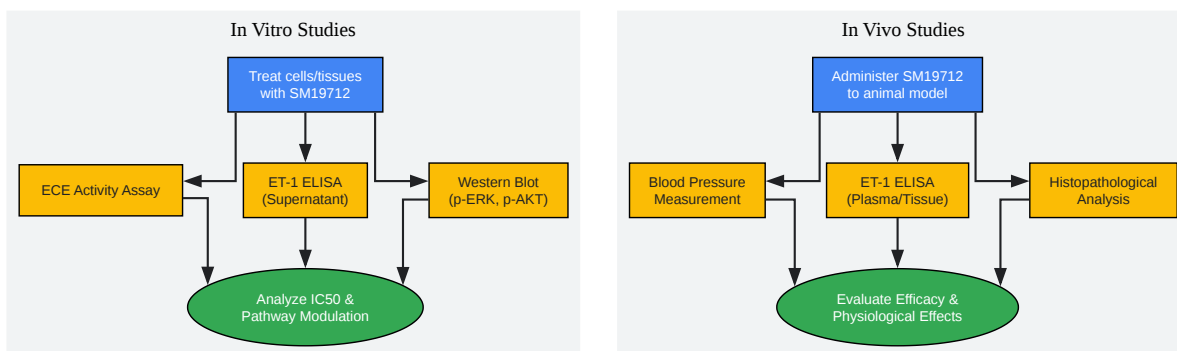 In Vitro Studies
Treat cells/tissues
with SM19712
ECE Activity Assay
ET-1 ELISA
(Supernatant)
Western Blot
(p-ERK, p-AKT)
Analyze IC50 &
Pathway Modulation
In Vivo Studies
Administer SM19712
to animal model
Blood Pressure
Measurement
ET-1 ELISA
(Plasma/Tissue)
Histopathological
Analysis
Evaluate Efficacy &
Physiological Effects